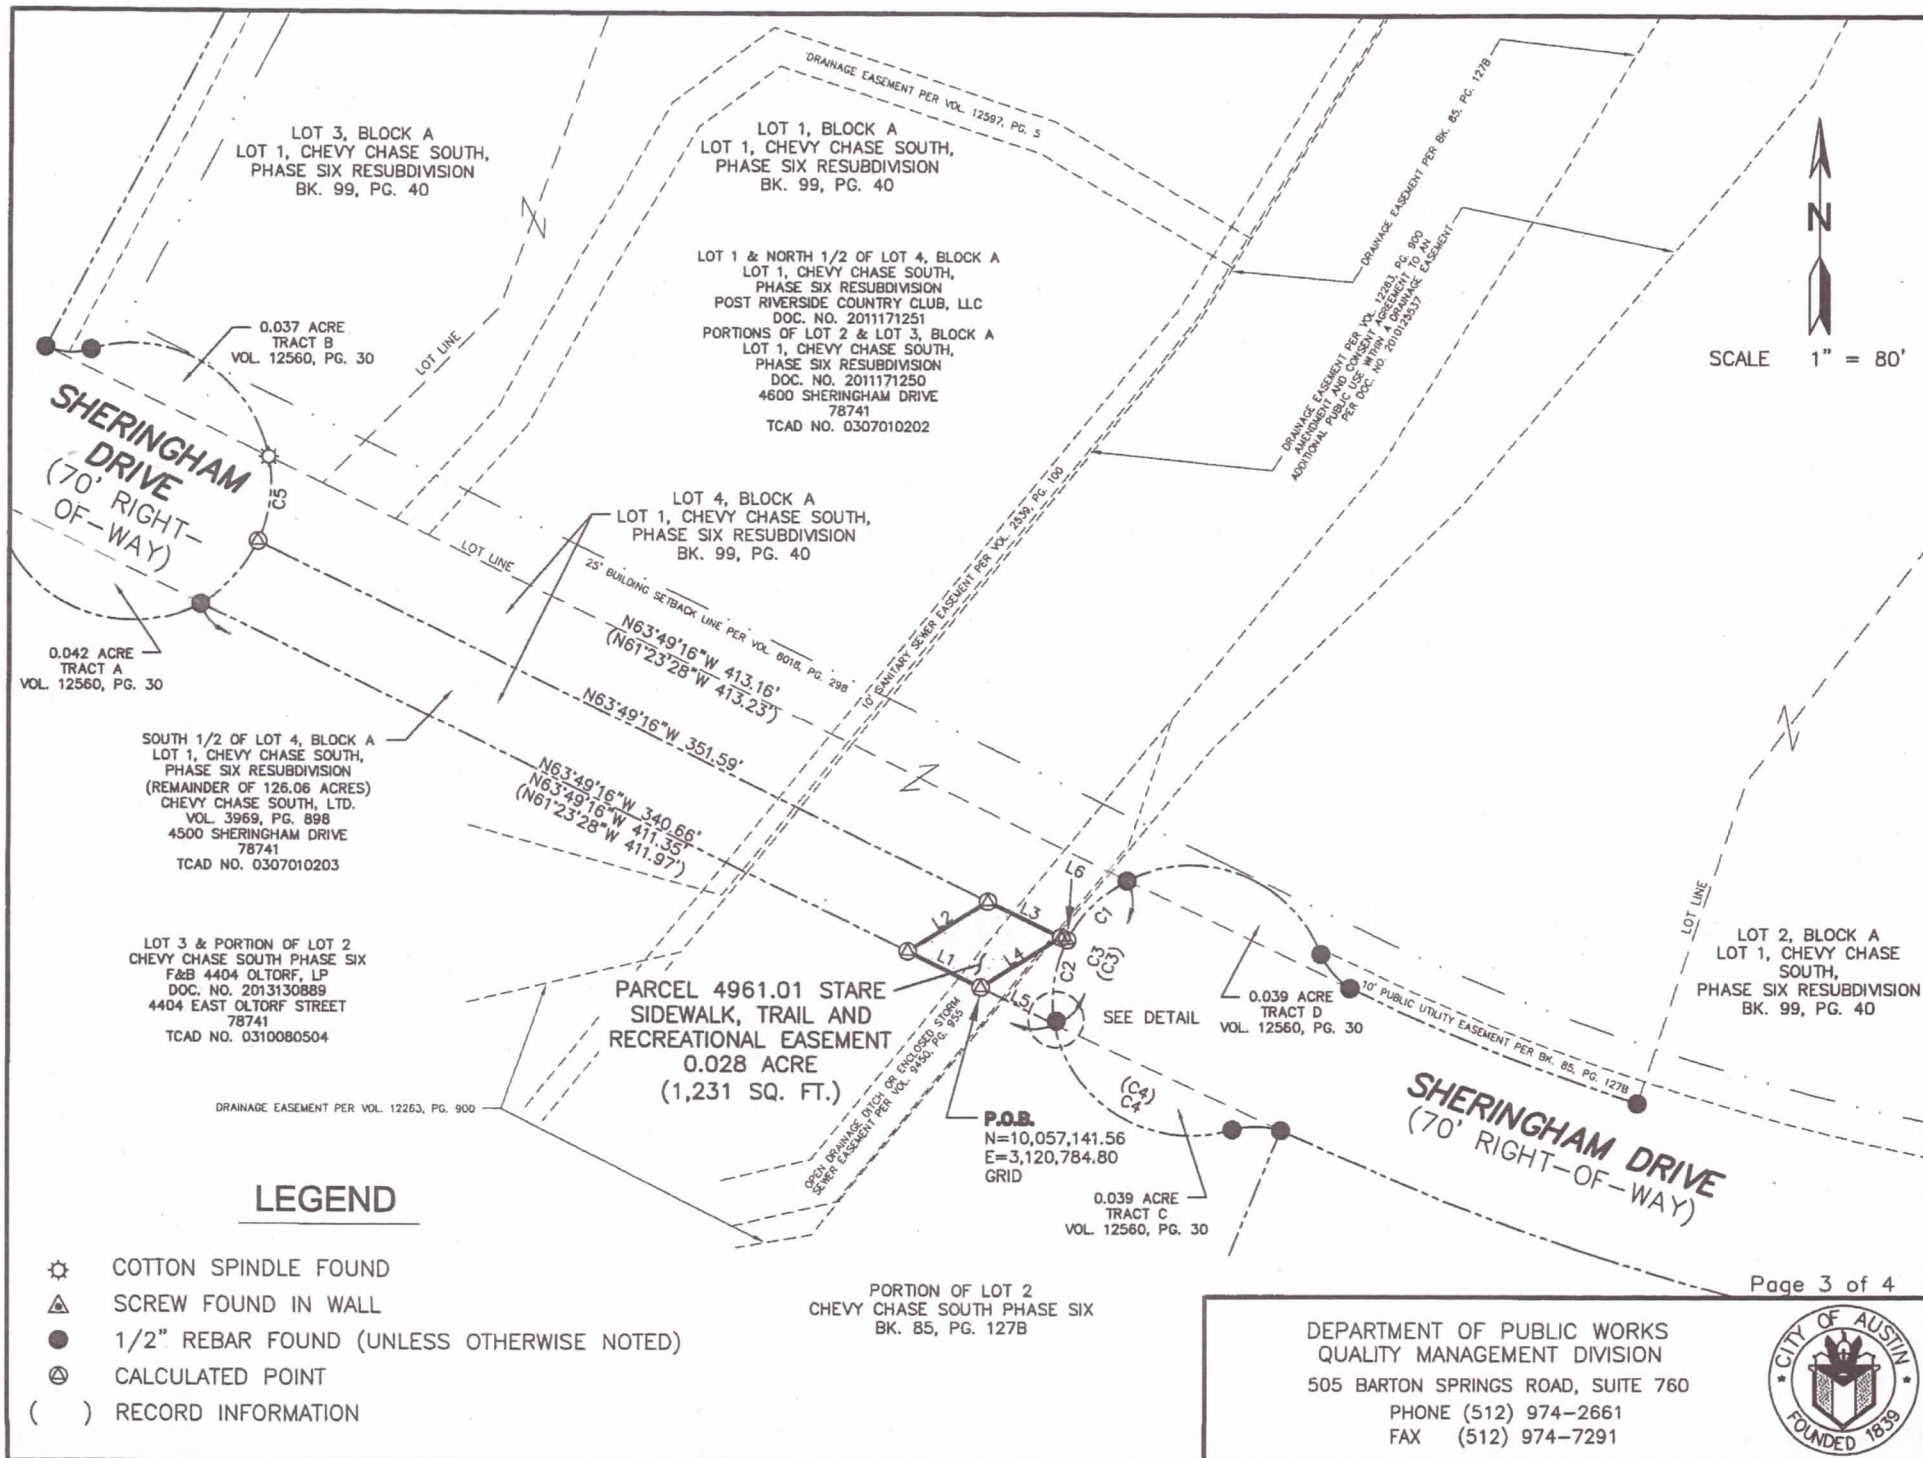 DRAINAGE EASEMENT PER VOL. 12597, PG. 5
LOT 3, BLOCK A
LOT 1, CHEVY CHASE SOUTH,
PHASE SIX RESUBDIVISION
BK. 99, PG. 40
LOT 1, BLOCK A
LOT 1, CHEVY CHASE SOUTH,
PHASE SIX RESUBDIVISION
BK. 99, PG. 40
DRAINAGE EASEMENT PER BK. 85, PG. 127B
N
SCALE 1" = 80'
LOT 1 & NORTH 1/2 OF LOT 4, BLOCK A
LOT 1, CHEVY CHASE SOUTH,
PHASE SIX RESUBDIVISION
POST RIVERSIDE COUNTRY CLUB, LLC
DOC. NO. 2011171251
PORTIONS OF LOT 2 & LOT 3, BLOCK A
LOT 1, CHEVY CHASE SOUTH,
PHASE SIX RESUBDIVISION
DOC. NO. 2011171250
4600 SHERINGHAM DRIVE
78741
TCAD NO. 0307010202
DRAINAGE EASEMENT PER VOL. 12263, PG. 900
AMENDMENT AND CONSENT AGREEMENT TO AN
ADDITIONAL PUBLIC USE WITHIN A DRAINAGE EASEMENT
PER DOC. NO. 2010125537
0.037 ACRE
TRACT B
VOL. 12560, PG. 30
LOT LINE
SHERINGHAM
DRIVE
(70' RIGHT-
OF-WAY)
C5
LOT 4, BLOCK A
LOT 1, CHEVY CHASE SOUTH,
PHASE SIX RESUBDIVISION
BK. 99, PG. 40
LOT LINE
25' BUILDING SETBACK LINE PER VOL. 8018, PG. 298
10' SANITARY SEWER EASEMENT PER VOL. 2539, PG. 100
0.042 ACRE
TRACT A
VOL. 12560, PG. 30
N63°49'16"W 413.16'
(N61°23'28"W 413.23')
N63°49'16"W 351.59'
N63°49'16"W 340.66'
N63°49'16"W 411.35'
(N61°23'28"W 411.97')
SOUTH 1/2 OF LOT 4, BLOCK A
LOT 1, CHEVY CHASE SOUTH,
PHASE SIX RESUBDIVISION
(REMAINDER OF 126.06 ACRES)
CHEVY CHASE SOUTH, LTD.
VOL. 3969, PG. 898
4500 SHERINGHAM DRIVE
78741
TCAD NO. 0307010203
LOT 3 & PORTION OF LOT 2
CHEVY CHASE SOUTH PHASE SIX
F&B 4404 OLTORF, LP
DOC. NO. 2013130889
4404 EAST OLTORF STREET
78741
TCAD NO. 0310080504
L6
L2
L3
L1
L4
L5
C1
C2
C3
(C3)
SEE DETAIL
PARCEL 4961.01 STARE
SIDEWALK, TRAIL AND
RECREATIONAL EASEMENT
0.028 ACRE
(1,231 SQ. FT.)
LOT LINE
LOT 2, BLOCK A
LOT 1, CHEVY CHASE
SOUTH,
PHASE SIX RESUBDIVISION
BK. 99, PG. 40
0.039 ACRE
TRACT D
VOL. 12560, PG. 30
10' PUBLIC UTILITY EASEMENT PER BK. 85, PG. 127B
OPEN DRAINAGE DITCH OR ENCLOSED STORM
SEWER EASEMENT PER VOL. 9450, PG. 955
(C4)
C4
DRAINAGE EASEMENT PER VOL. 12263, PG. 900
P.O.B.
N=10,057,141.56
E=3,120,784.80
GRID
SHERINGHAM DRIVE
(70' RIGHT-OF-WAY)
0.039 ACRE
TRACT C
VOL. 12560, PG. 30
LEGEND
COTTON SPINDLE FOUND
SCREW FOUND IN WALL
1/2" REBAR FOUND (UNLESS OTHERWISE NOTED)
CALCULATED POINT
( ) RECORD INFORMATION
PORTION OF LOT 2
CHEVY CHASE SOUTH PHASE SIX
BK. 85, PG. 127B
Page 3 of 4
DEPARTMENT OF PUBLIC WORKS
QUALITY MANAGEMENT DIVISION
505 BARTON SPRINGS ROAD, SUITE 760
PHONE (512) 974-2661
FAX (512) 974-7291
CITY OF AUSTIN
FOUNDED 1839